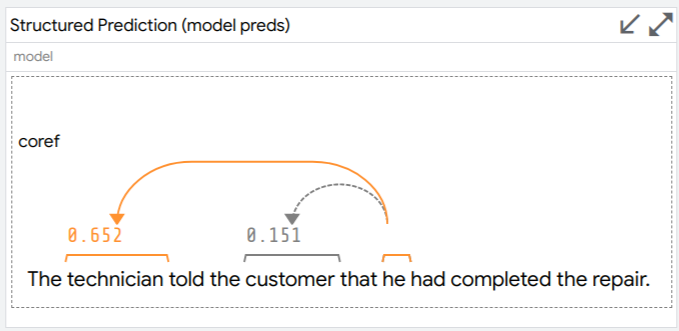 Structured Prediction (model preds)
model
coref
0.652 0.151
The technician told the customer that he had completed the repair.